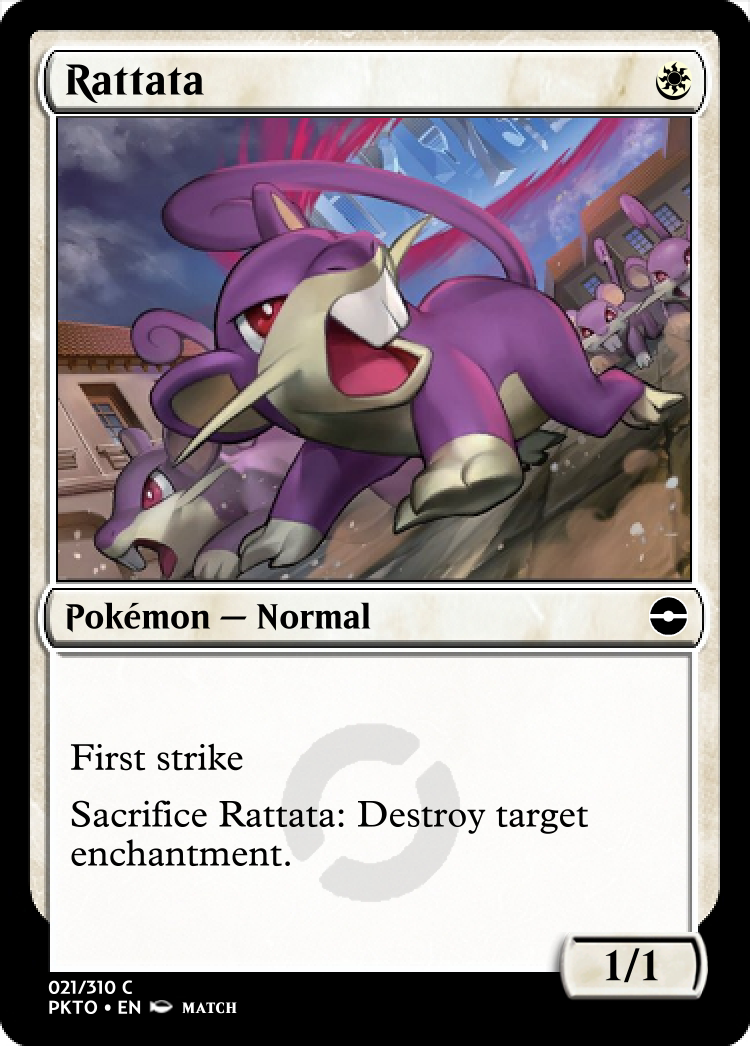 Rattata
Pokémon — Normal
First strike
Sacrifice Rattata: Destroy target
enchantment.
1/1
021/310 C
PKTO • EN MATCH